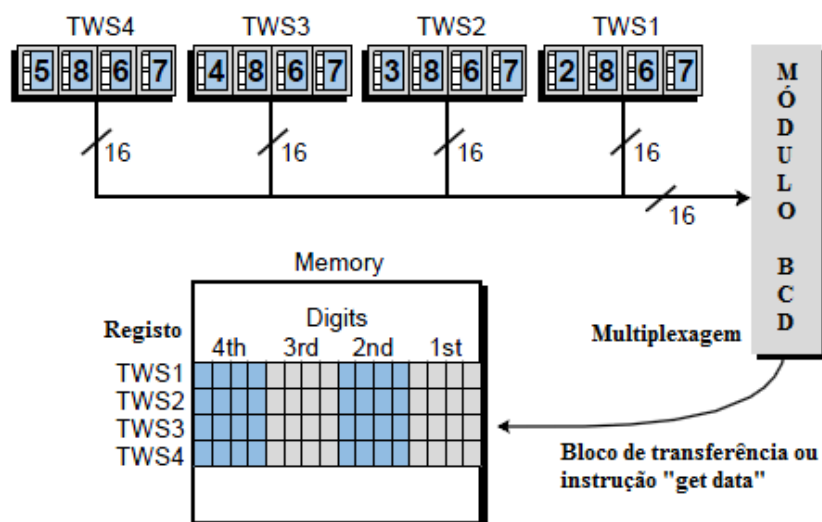 TWS4 TWS3 TWS2 TWS1
5 8 6 7 4 8 6 7 3 8 6 7 2 8 6 7
16 16 16 16
16
MÓDULO BCD
Memory
Registo
Digits
4th 3rd 2nd 1st
TWS1
TWS2
TWS3
TWS4
Multiplexagem
Bloco de transferência ou
instrução "get data"